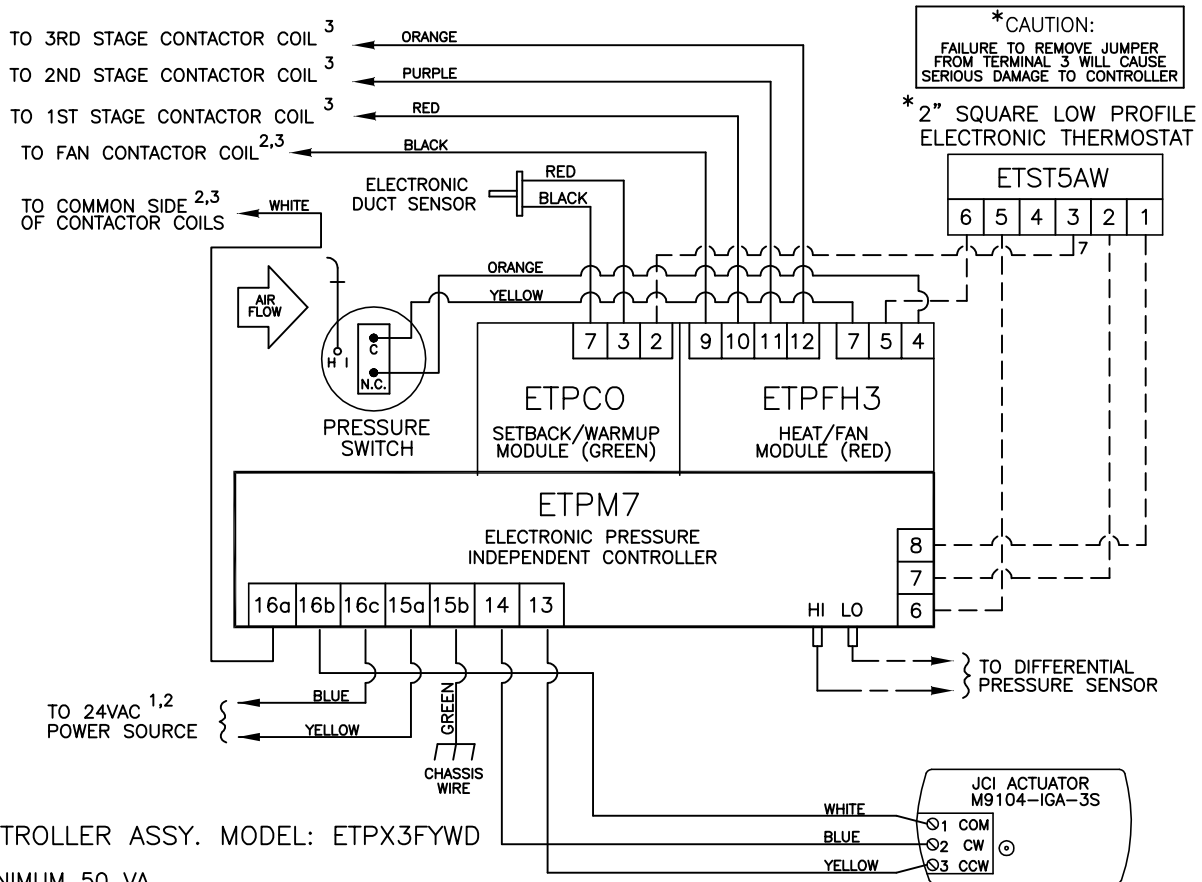 TO 3RD STAGE CONTACTOR COIL 3
ORANGE
TO 2ND STAGE CONTACTOR COIL 3
PURPLE
TO 1ST STAGE CONTACTOR COIL 3
RED
TO FAN CONTACTOR COIL 2,3
BLACK
TO COMMON SIDE 2,3
OF CONTACTOR COILS
WHITE
ELECTRONIC
DUCT SENSOR
RED
BLACK
*CAUTION:
FAILURE TO REMOVE JUMPER
FROM TERMINAL 3 WILL CAUSE
SERIOUS DAMAGE TO CONTROLLER
*2" SQUARE LOW PROFILE
ELECTRONIC THERMOSTAT
ETST5AW
6 5 4 3 2 1
7
ORANGE
YELLOW
AIR
FLOW
HI
C
N.C.
PRESSURE
SWITCH
7 3 2
9 10 11 12
7 5 4
ETPCO
SETBACK/WARMUP
MODULE (GREEN)
ETPFH3
HEAT/FAN
MODULE (RED)
ETPM7
ELECTRONIC PRESSURE
INDEPENDENT CONTROLLER
8
7
6
16a 16b 16c 15a 15b 14 13
HI LO
TO DIFFERENTIAL
PRESSURE SENSOR
TO 24VAC 1,2
POWER SOURCE
BLUE
YELLOW
GREEN
CHASSIS
WIRE
JCI ACTUATOR
M9104-IGA-3S
WHITE
1 COM
BLUE
2 CW
YELLOW
3 CCW
TROLLER ASSY. MODEL: ETPX3FYWD
NIMUM 50 VA